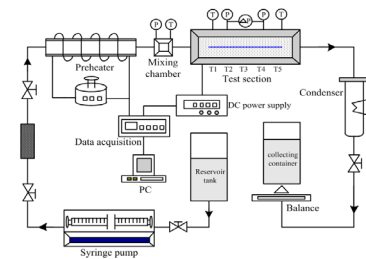 P T
T P ΔP P T
Preheater
Mixing
chamber
T1 T2 T3 T4 T5
Test section
DC power supply
Condenser
Data acquisition
PC
Reservoir
tank
collecting
container
Balance
Syringe pump